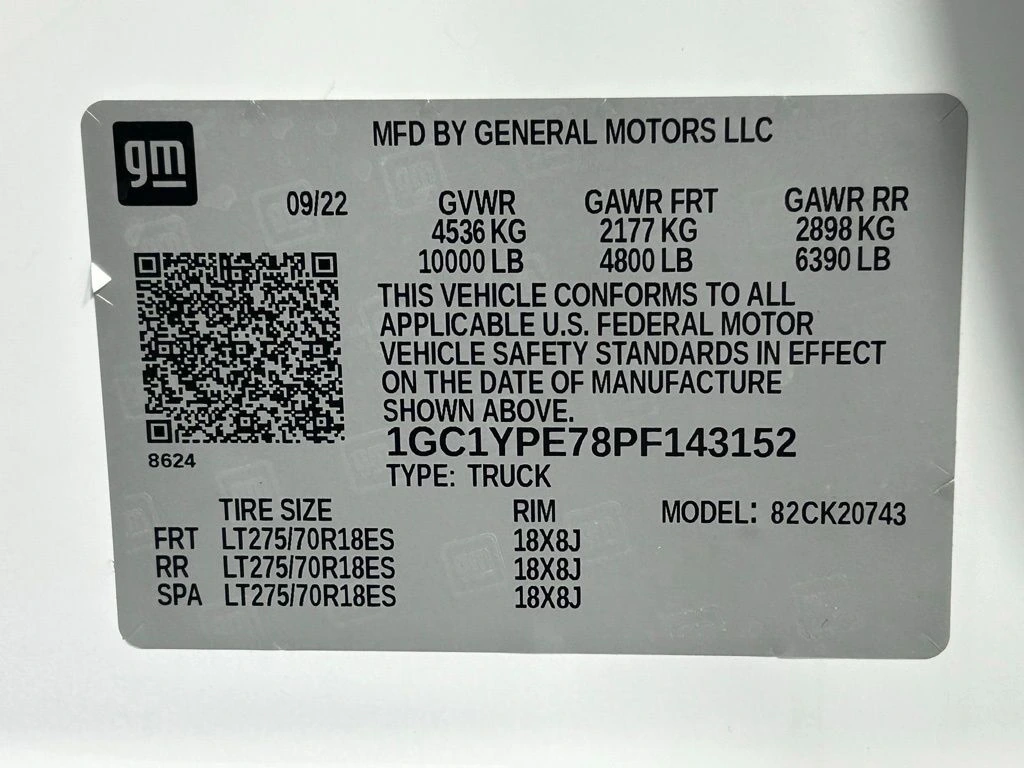 gm
MFD BY GENERAL MOTORS LLC
09/22 GVWR GAWR FRT GAWR RR
4536 KG 2177 KG 2898 KG
10000 LB 4800 LB 6390 LB
THIS VEHICLE CONFORMS TO ALL
APPLICABLE U.S. FEDERAL MOTOR
VEHICLE SAFETY STANDARDS IN EFFECT
ON THE DATE OF MANUFACTURE
SHOWN ABOVE.
1GC1YPE78PF143152
8624
TYPE: TRUCK
TIRE SIZE RIM MODEL: 82CK20743
FRT LT275/70R18ES 18X8J
RR LT275/70R18ES 18X8J
SPA LT275/70R18ES 18X8J